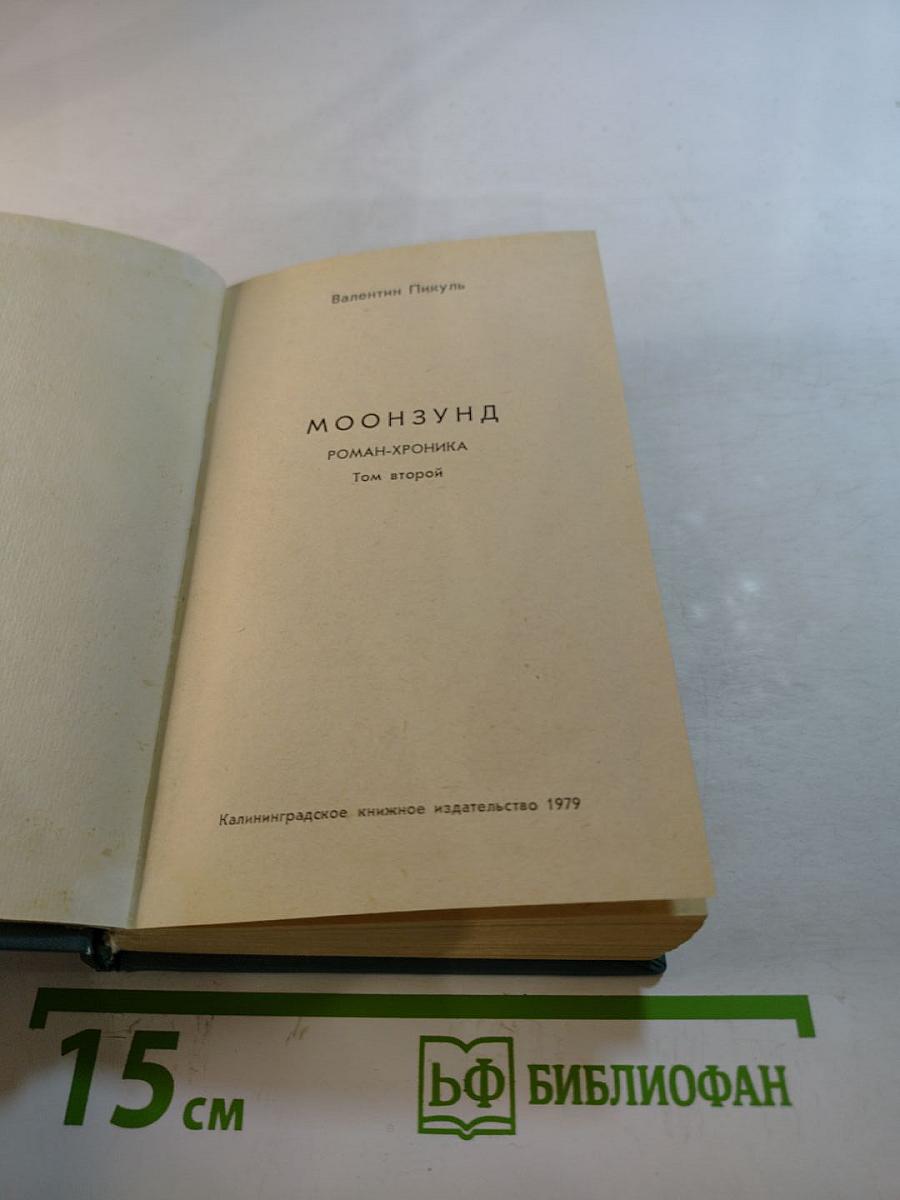 Валентин Пикуль
МООНЗУНД
РОМАН-ХРОНИКА
Том второй
Калининградское книжное издательство 1979
15 см
ЬФ БИБЛИОФАН